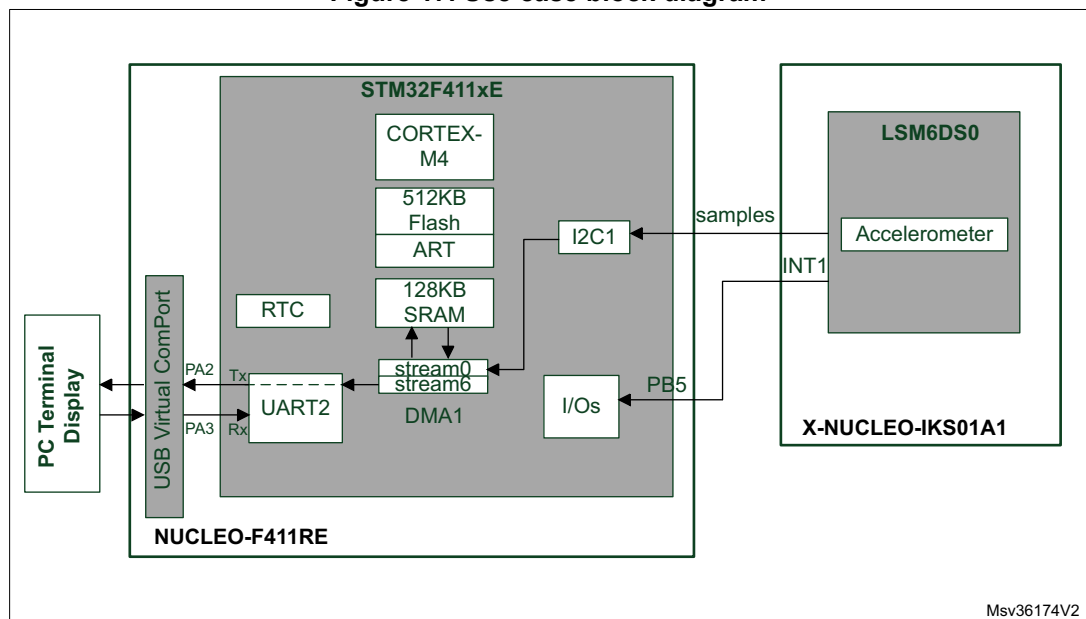 Figure Use case block diagram
STM32F411xE
CORTEX-
M4
512KB
Flash
ART
128KB
SRAM
RTC
stream0
stream6
DMA1
UART2
Tx
Rx
PA2
PA3
I2C1
I/Os
PB5
samples
INT1
LSM6DS0
Accelerometer
X-NUCLEO-IKS01A1
USB Virtual ComPort
PC Terminal
Display
NUCLEO-F411RE
Msv36174V2